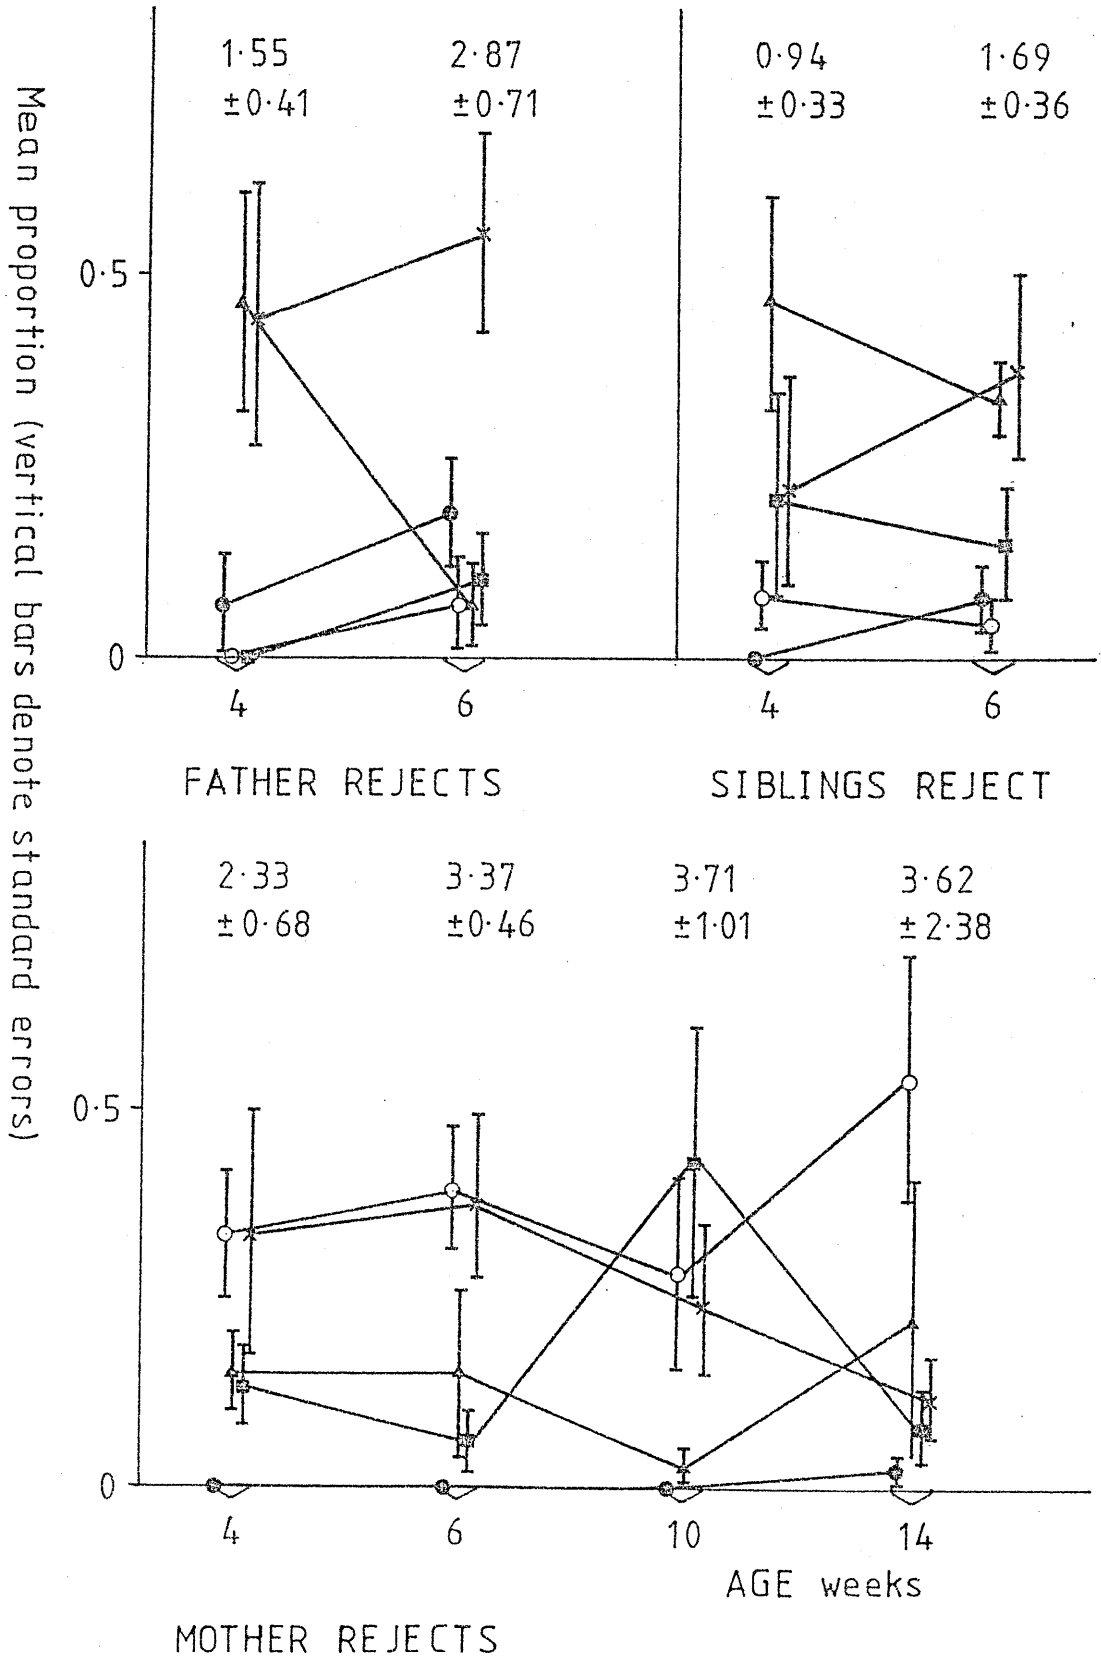 Mean proportion (vertical bars denote standard errors)
1·55 2·87
±0·41 ±0·71
0·94 1·69
±0·33 ±0·36
0·5
0
4 6
4 6
FATHER REJECTS
SIBLINGS REJECT
2·33 3·37 3·71 3·62
±0·68 ±0·46 ±1·01 ±2·38
0·5
0
4 6 10 14
AGE weeks
MOTHER REJECTS